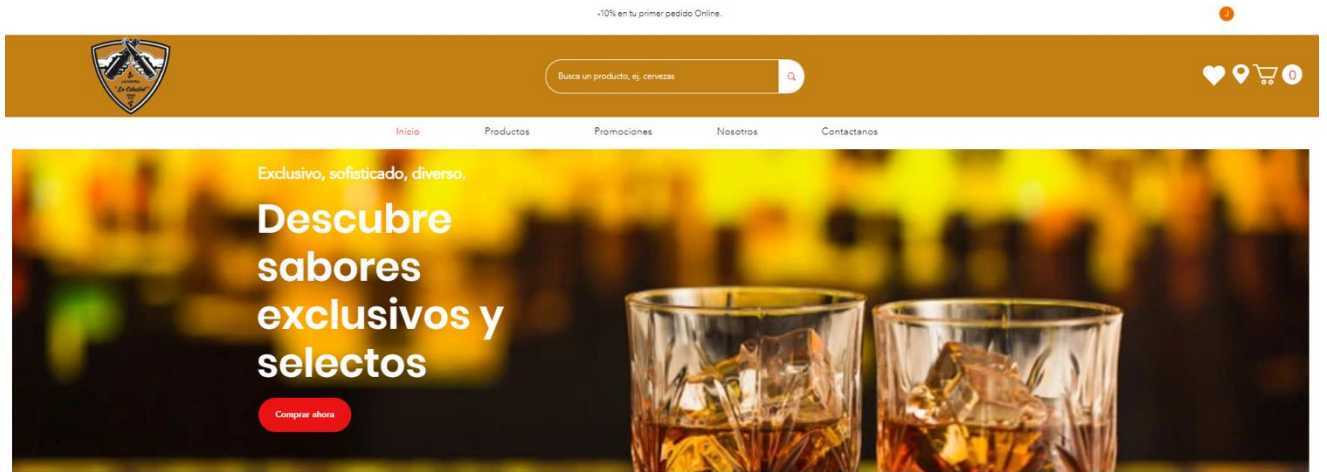 -10% en tu primer pedido Online.
J
Busca un producto, ej. cervezas
0
Inicio Productos Promociones Nosotros Contactanos
Exclusivo, sofisticado, diverso.
Descubre
sabores
exclusivos y
selectos
Comprar ahora